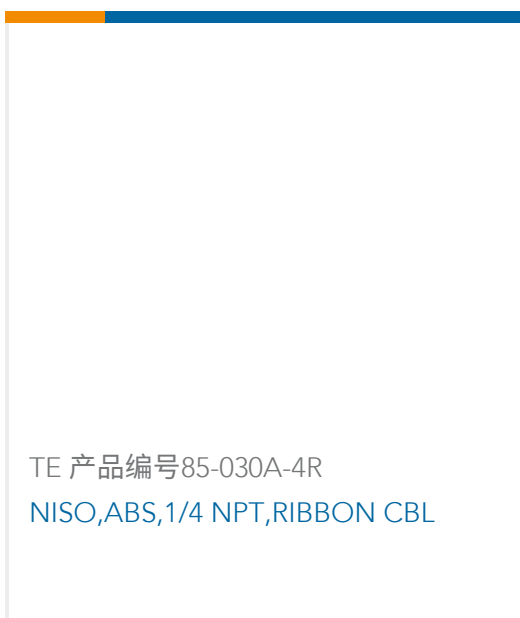 TE 产品编号85-030A-4R
NISO,ABS,1/4 NPT,RIBBON CBL